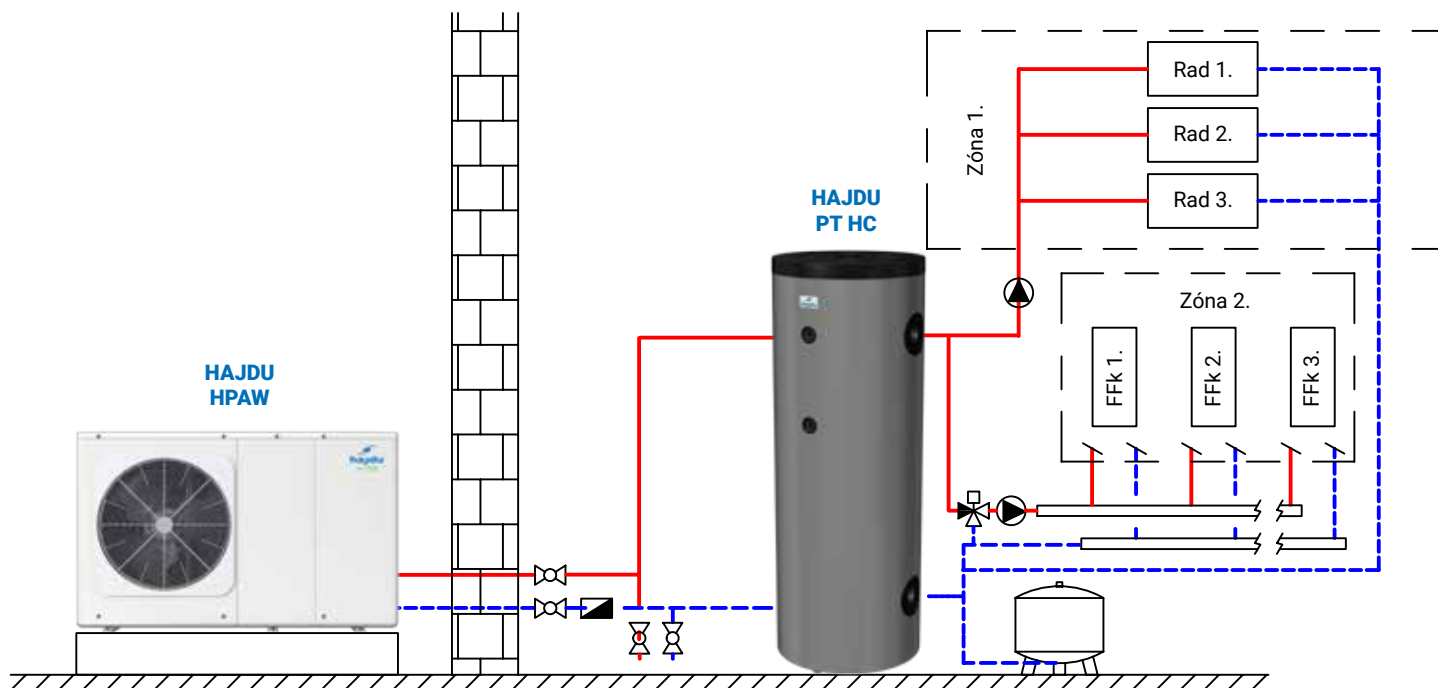 HAJDU
HPAW
hajdu
HAJDU
PT HC
Zóna 1.
Rad 1.
Rad 2.
Rad 3.
Zóna 2.
FFk 1.
FFk 2.
FFk 3.